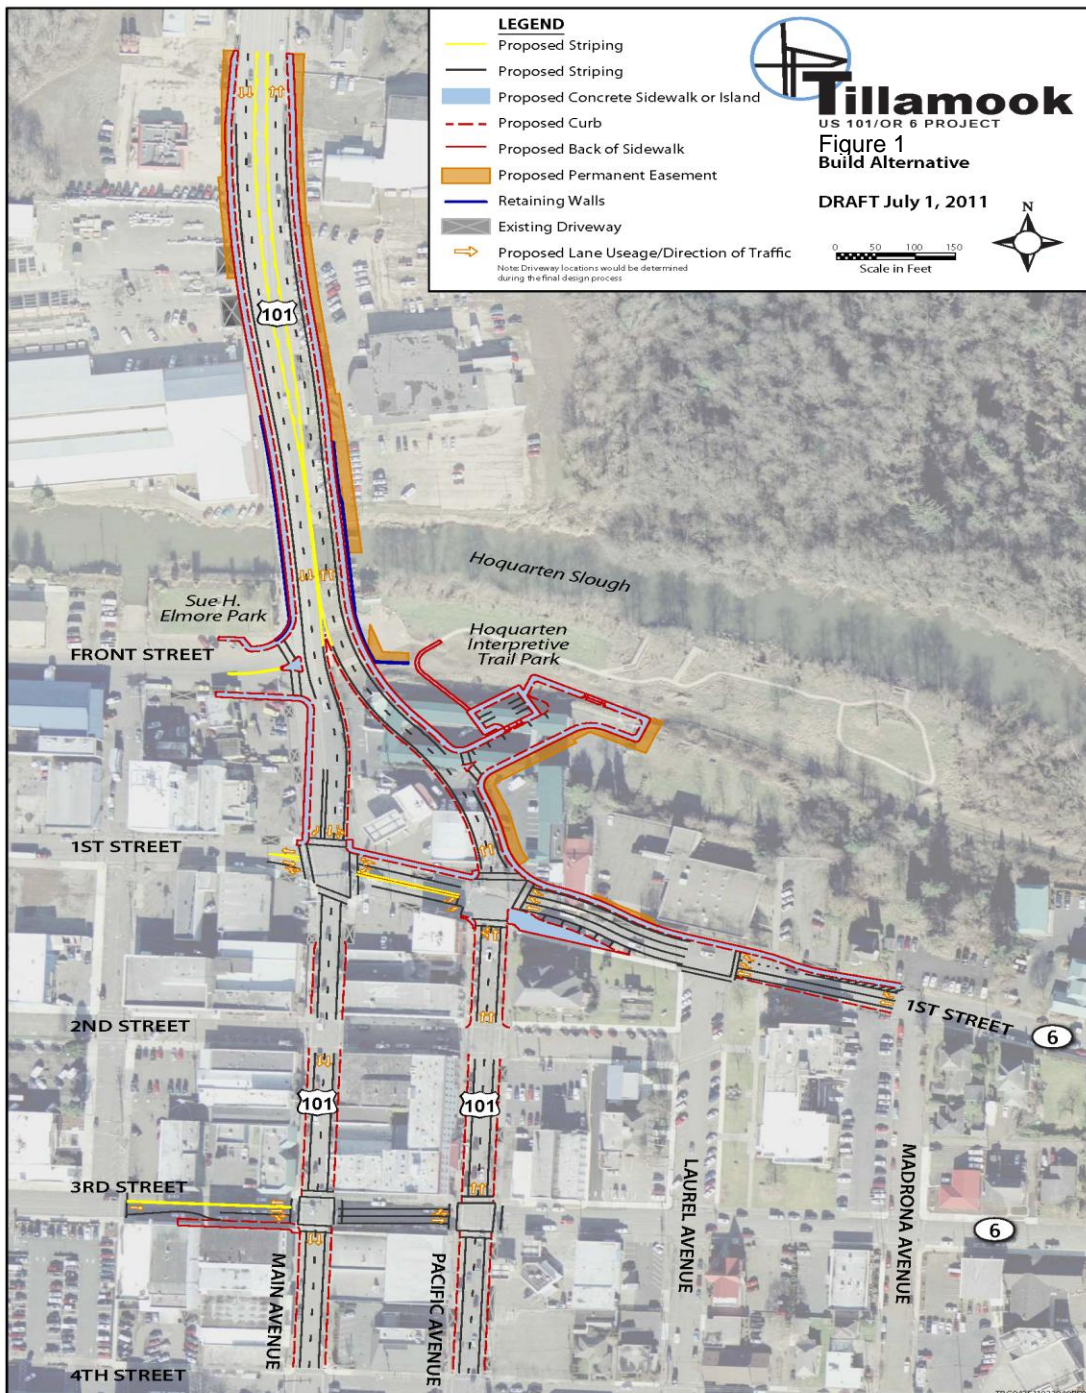 LEGEND
Proposed Striping
Proposed Striping
Proposed Concrete Sidewalk or Island
Proposed Curb
Proposed Back of Sidewalk
Proposed Permanent Easement
Retaining Walls
Existing Driveway
Proposed Lane Useage/Direction of Traffic
Note: Driveway locations would be determined
during the final design process
Tillamook
US 101/OR 6 PROJECT
Figure 1
Build Alternative
DRAFT July 1, 2011
N
0 50 100 150
Scale in Feet
101
Hoquarten Slough
Sue H.
Elmore Park
Hoquarten
Interpretive
Trail Park
FRONT STREET
1ST STREET
1ST STREET
6
2ND STREET
101
101
3RD STREET
6
MAIN AVENUE
PACIFIC AVENUE
LAUREL AVENUE
MADRONA AVENUE
4TH STREET